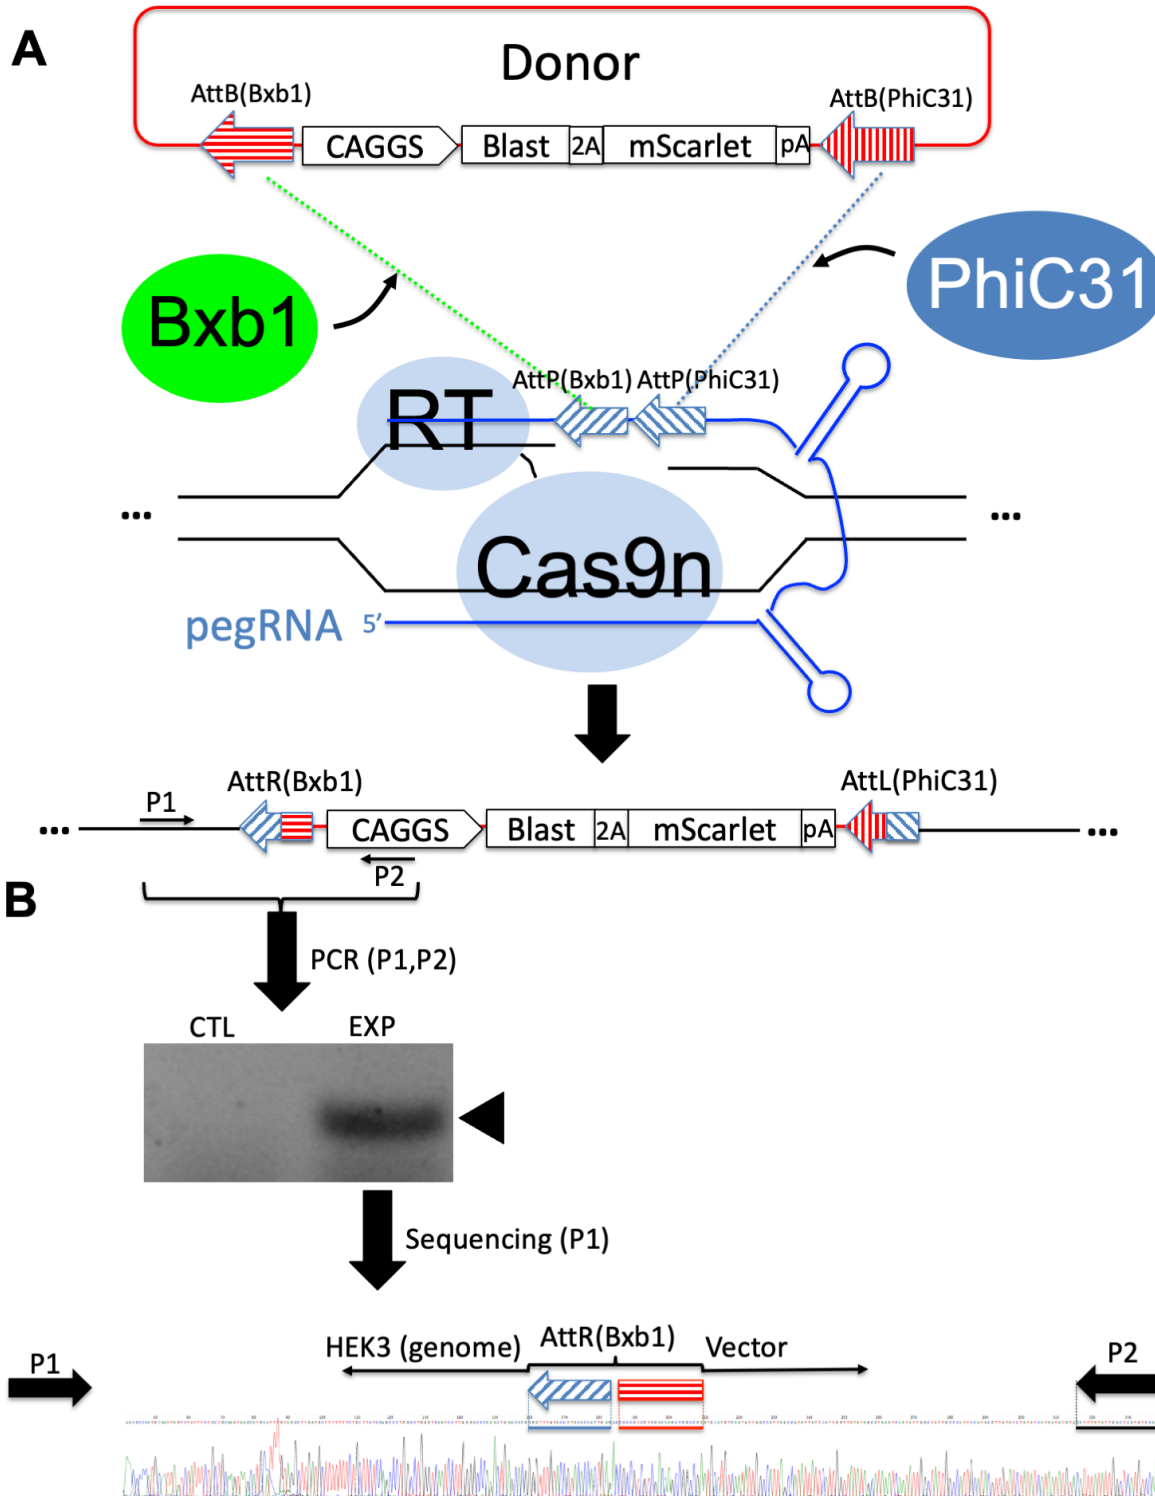 A
Donor
AttB(Bxb1)
AttB(PhiC31)
CAGGS
Blast
2A
mScarlet
pA
Bxb1
PhiC31
AttP(Bxb1)
AttP(PhiC31)
RT
...
...
Cas9n
pegRNA
5’
AttR(Bxb1)
AttL(PhiC31)
P1
...
CAGGS
Blast
2A
mScarlet
pA
...
P2
B
PCR (P1,P2)
CTL
EXP
Sequencing (P1)
P1
HEK3 (genome)
AttR(Bxb1)
Vector
P2